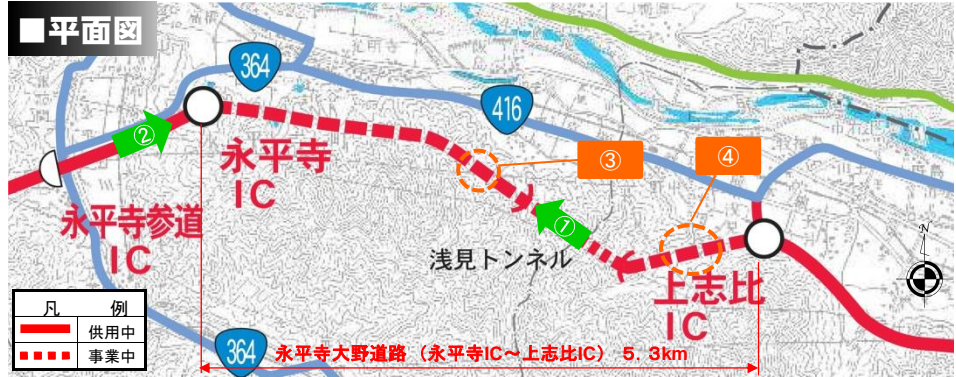 ■平面図
364
416
②
③
④
①
永平寺
IC
永平寺参道
IC
浅見トンネル
上志比
IC
N
凡 例
供用中
事業中
364
永平寺大野道路（永平寺IC～上志比IC） 5．3km